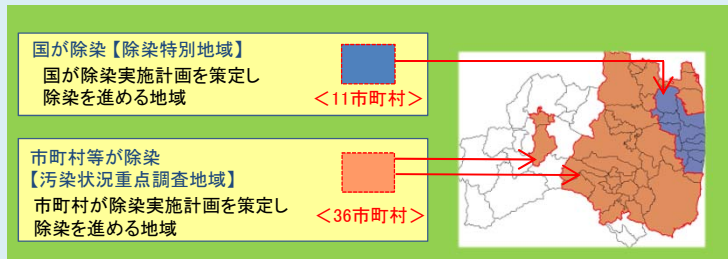 国が除染【除染特別地域】
国が除染実施計画を策定し
除染を進める地域
＜11市町村＞
市町村等が除染
【汚染状況重点調査地域】
市町村が除染実施計画を策定し
除染を進める地域
＜36市町村＞